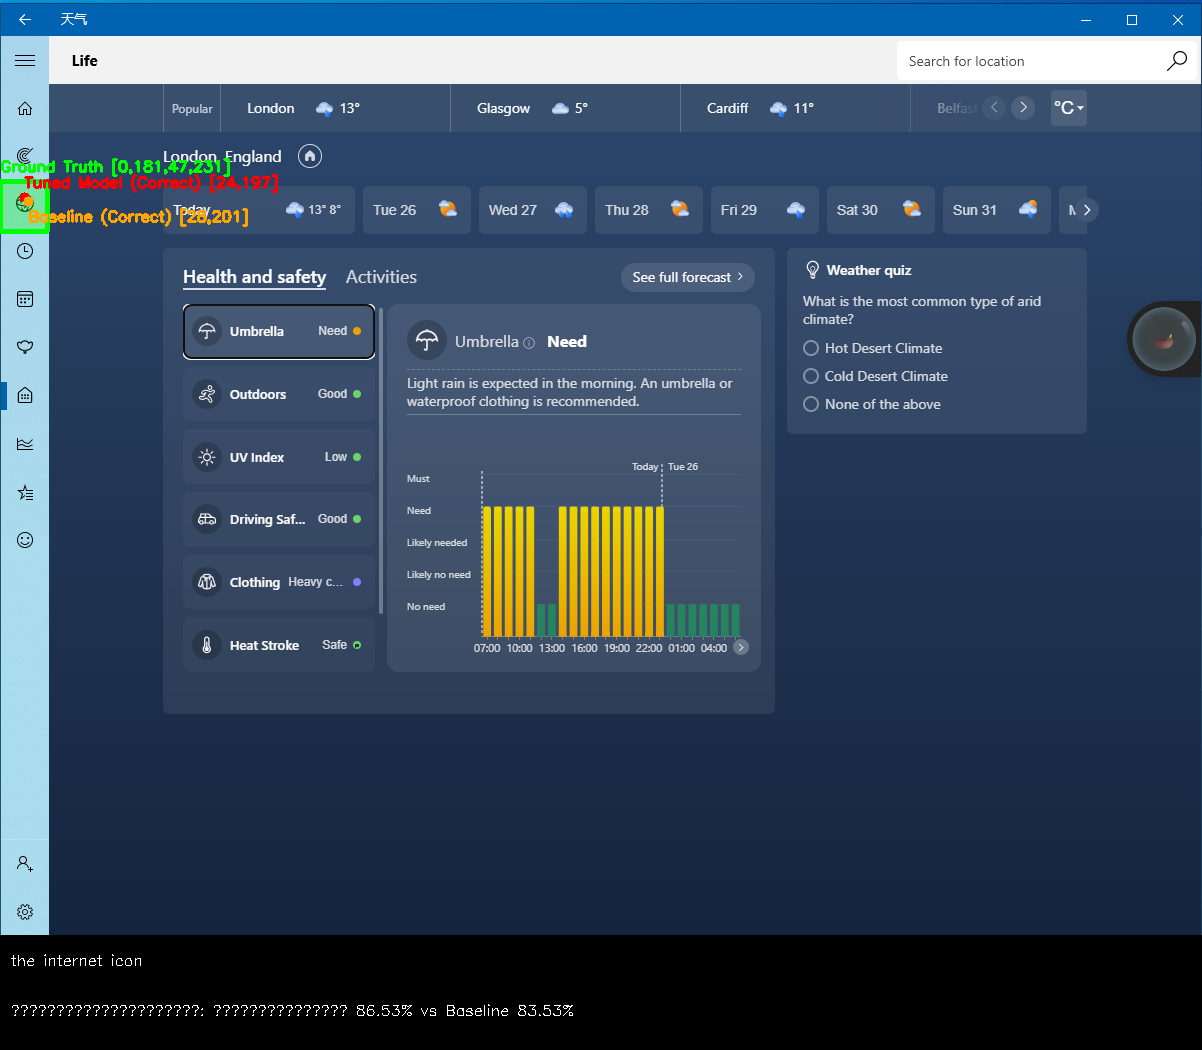 天气
Life
Search for location
Popular London 13° Glasgow 5° Cardiff 11° Belfast °C
London, England
Ground Truth [0,181,47,231]
Tuned Model (Correct) [24,197]
Baseline (Correct) [28,201]
Today 13° 8° Tue 26 Wed 27 Thu 28 Fri 29 Sat 30 Sun 31
Health and safety Activities See full forecast
Umbrella Need
Outdoors Good
UV Index Low
Driving Saf... Good
Clothing Heavy c...
Heat Stroke Safe
Umbrella Need
Light rain is expected in the morning. An umbrella or
waterproof clothing is recommended.
Today Tue 26
Must
Need
Likely needed
Likely no need
No need
07:00 10:00 13:00 16:00 19:00 22:00 01:00 04:00
Weather quiz
What is the most common type of arid
climate?
Hot Desert Climate
Cold Desert Climate
None of the above
the internet icon
?????????????????????: ??????????????? 86.53% vs Baseline 83.53%